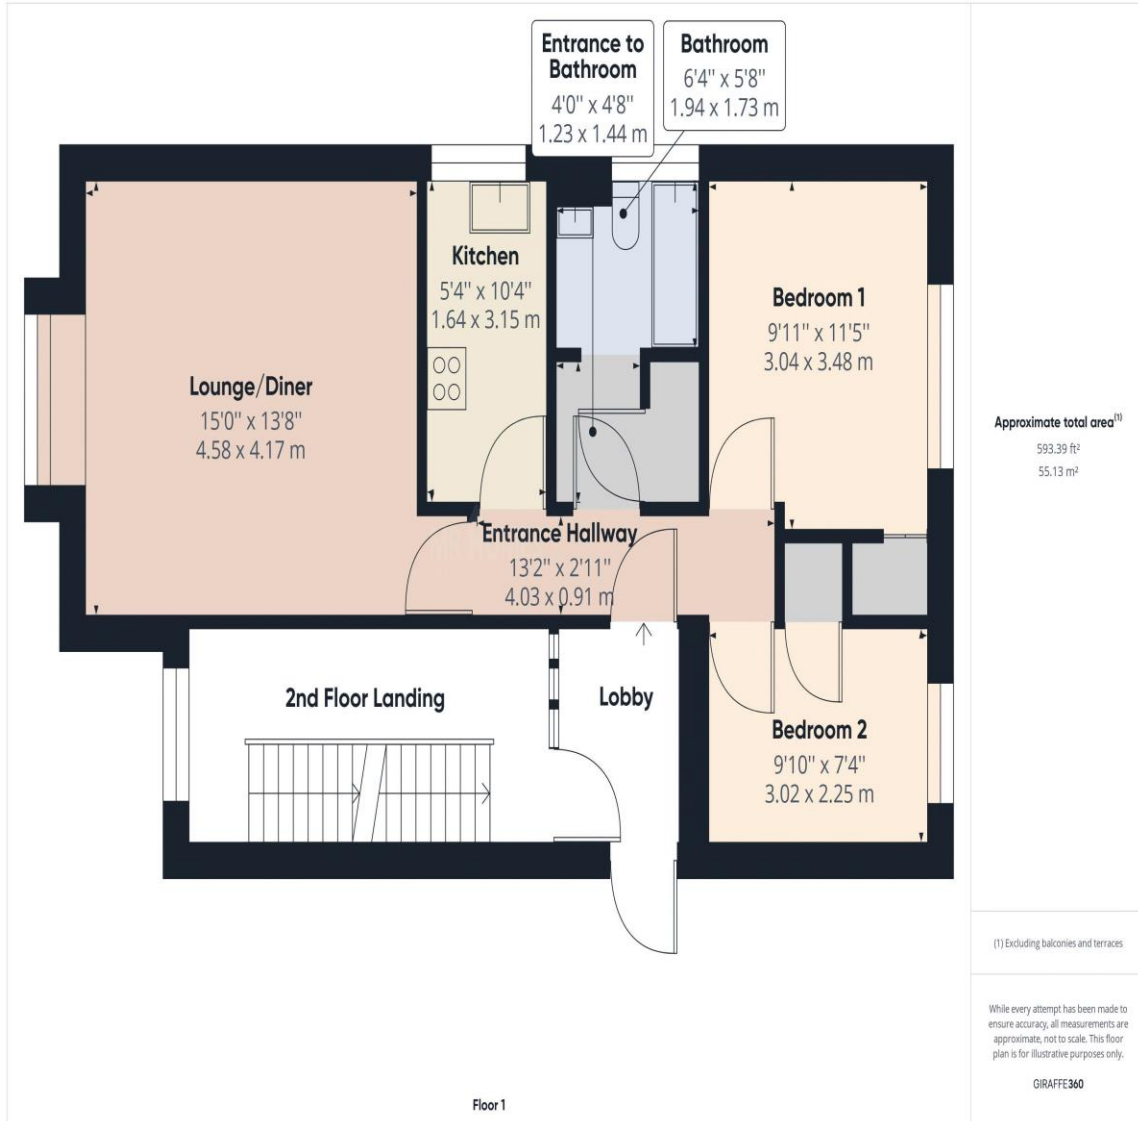 Entrance to
Bathroom
4'0" x 4'8"
1.23 x 1.44 m
Bathroom
6'4" x 5'8"
1.94 x 1.73 m
Kitchen
5'4" x 10'4"
1.64 x 3.15 m
Bedroom 1
9'11" x 11'5"
3.04 x 3.48 m
Lounge/Diner
15'0" x 13'8"
4.58 x 4.17 m
Entrance Hallway
13'2" x 2'11"
4.03 x 0.91 m
2nd Floor Landing
Lobby
Bedroom 2
9'10" x 7'4"
3.02 x 2.25 m
Floor 1
Approximate total area(1)
593.39 ft²
55.13 m²
(1) Excluding balconies and terraces
While every attempt has been made to
ensure accuracy, all measurements are
approximate, not to scale. This floor
plan is for illustrative purposes only.
GIRAFFE360